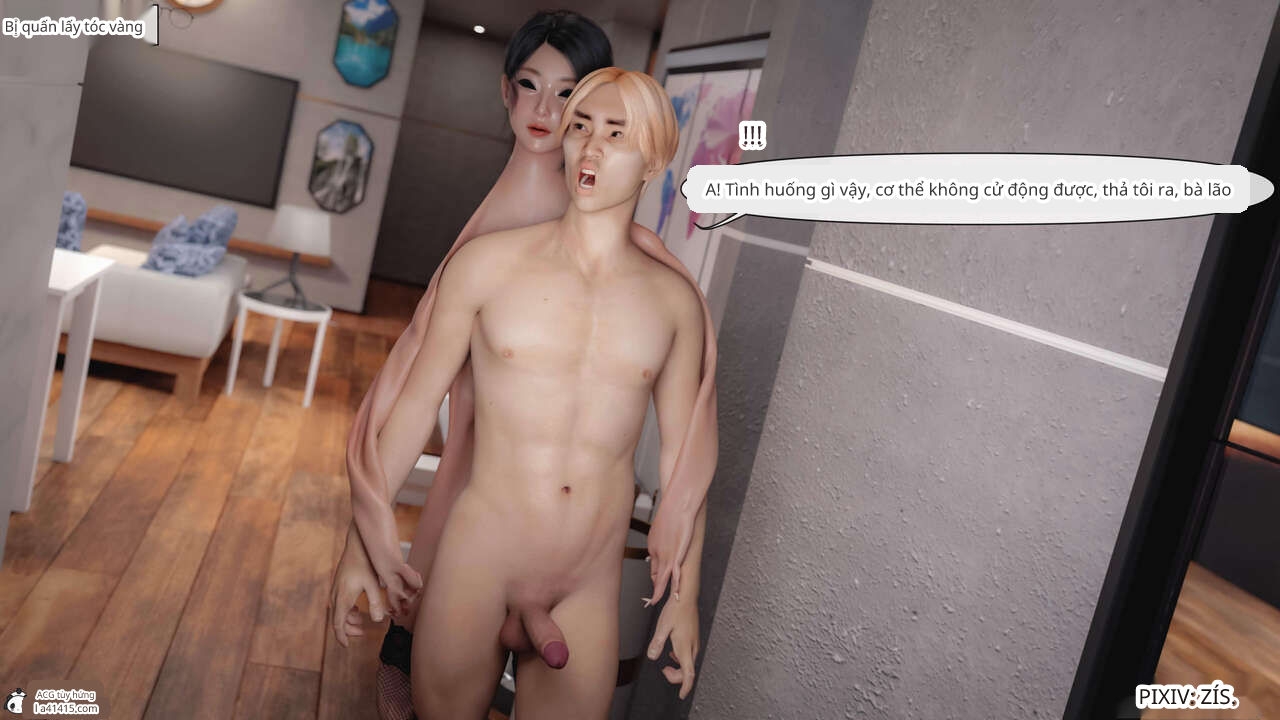 Bị quấn lấy tóc vàng
!!!
A! Tình huống gì vậy, cơ thể không cử động được, thả tôi ra, bà lão
ACG tùy hứng
l a41415.com
PIXIV: ZÍS.